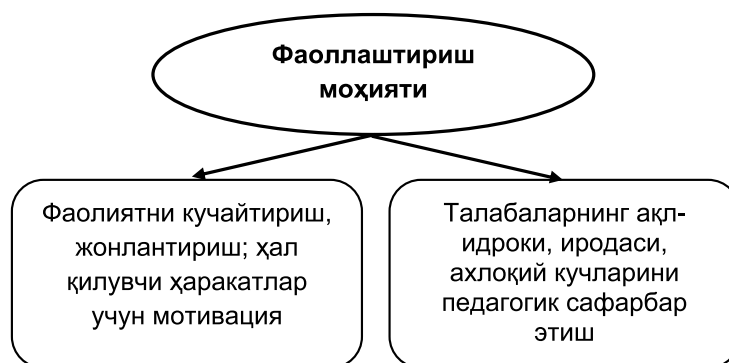 Фаоллаштириш
моҳияти
Фаолиятни кучайтириш,
жонлантириш; ҳал
қилувчи ҳаракатлар
учун мотивация
Талабаларнинг ақл-
идроки, иродаси,
ахлоқий кучларини
педагогик сафарбар
этиш